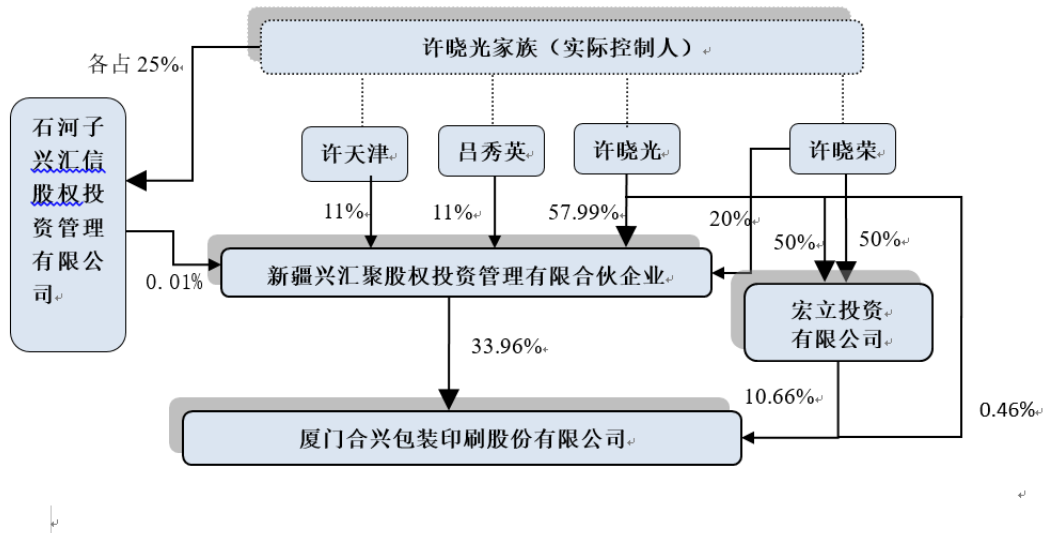 许晓光家族（实际控制人）
各占 25%
石河子
兴汇信
股权投
资管理
有限公
司
许天津
吕秀英
许晓光
许晓荣
11%
11%
57.99%
20%
50%
50%
0.01%
新疆兴汇聚股权投资管理有限合伙企业
宏立投资
有限公司
33.96%
10.66%
0.46%
厦门合兴包装印刷股份有限公司